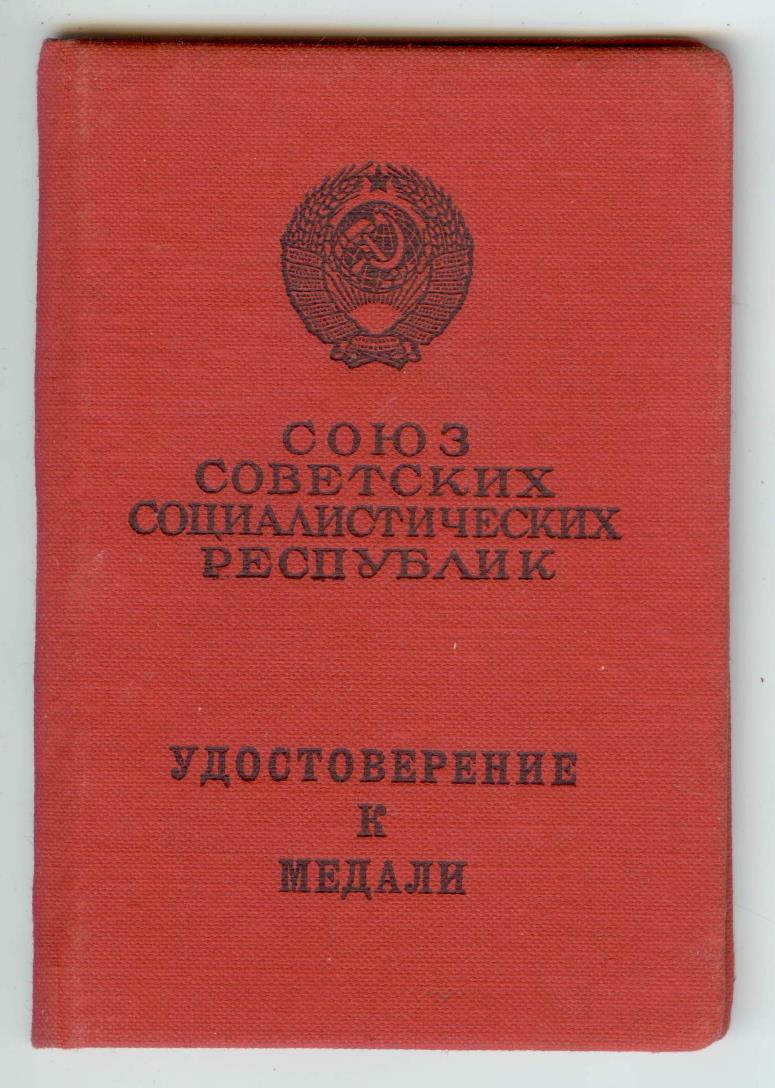 СОЮЗ
СОВЕТСКИХ
СОЦИАЛИСТИЧЕСКИХ
РЕСПУБЛИК
УДОСТОВЕРЕНИЕ
К
МЕДАЛИ